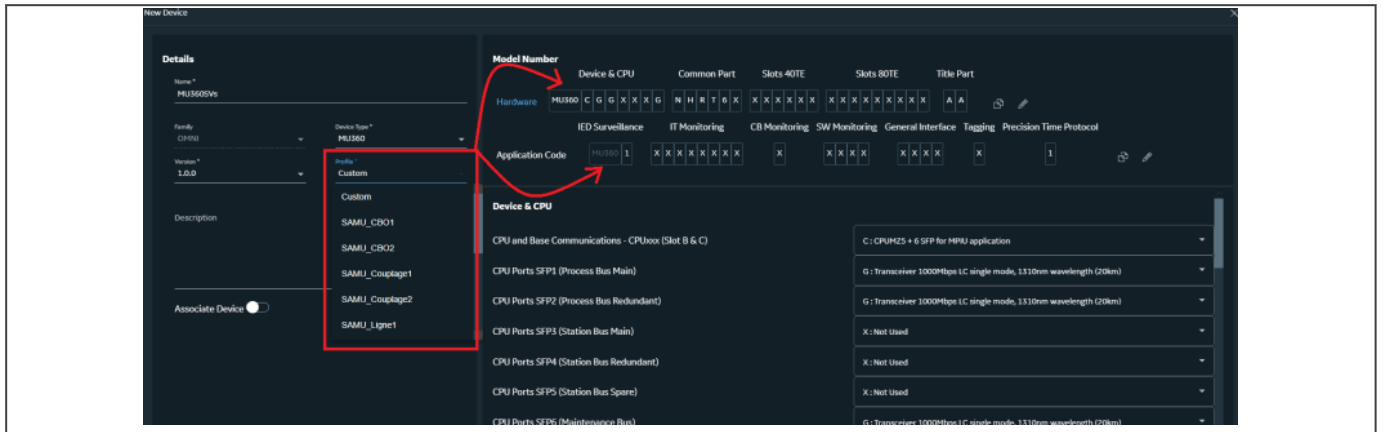 New Device
Details
Name *
MU360SVs
Family
OMNI
Device Type *
MU360
Version *
1.0.0
Profile *
Custom
Custom
SAMU_CBO1
SAMU_CBO2
SAMU_Couplage1
SAMU_Couplage2
SAMU_Ligne1
Description
Associate Device
Model Number
Device & CPU Common Part Slots 40TE Slots 80TE Title Part
Hardware MU360 C G G X X X G N H R T 6 X X X X X X X X X X X X X X X X A A
IED Surveillance IT Monitoring CB Monitoring SW Monitoring General Interface Tagging Precision Time Protocol
Application Code MU360 1 X X X X X X X X X X X X X X X X X X 1
Device & CPU
CPU and Base Communications - CPUxxx (Slot B & C) C : CPUMZ5 + 6 SFP for MPIU application
CPU Ports SFP1 (Process Bus Main) G : Transceiver 1000Mbps LC single mode, 1310nm wavelength (20km)
CPU Ports SFP2 (Process Bus Redundant) G : Transceiver 1000Mbps LC single mode, 1310nm wavelength (20km)
CPU Ports SFP3 (Station Bus Main) X : Not Used
CPU Ports SFP4 (Station Bus Redundant) X : Not Used
CPU Ports SFP5 (Station Bus Spare) X : Not Used
CPU Ports SFP6 (Maintenance Bus) G : Transceiver 1000Mbps LC single mode, 1310nm wavelength (20km)